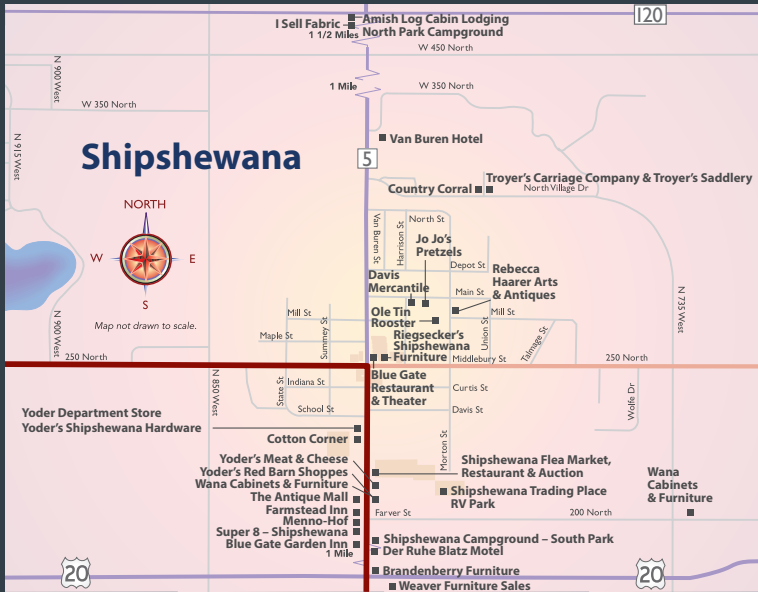 120
I Sell Fabric
Amish Log Cabin Lodging
North Park Campground
1 1/2 Miles
W 450 North
N 900 West
1 Mile
W 350 North
W 350 North
N 915 West
Van Buren Hotel
Shipshewana
5
Troyer's Carriage Company & Troyer's Saddlery
Country Corral
North Village Dr
NORTH
W
E
S
Map not drawn to scale.
Van Buren St
Harrison St
North St
Jo Jo's
Pretzels
Depot St
Davis
Mercantile
Rebecca
Haarer Arts
& Antiques
Main St
N 735 West
N 900 West
Mill St
Ole Tin
Rooster
Mill St
Union St
Talmage St
Maple St
Summey St
Riegsecker's
Shipshewana
Furniture
Middlebury St
250 North
250 North
Blue Gate
Restaurant
& Theater
N 850 West
State St
Indiana St
Curtis St
Wolfe Dr
School St
Davis St
Yoder Department Store
Yoder's Shipshewana Hardware
Cotton Corner
Morton St
Yoder's Meat & Cheese
Yoder's Red Barn Shoppes
Wana Cabinets & Furniture
The Antique Mall
Farmstead Inn
Menno-Hof
Super 8 – Shipshewana
Blue Gate Garden Inn
1 Mile
Shipshewana Flea Market,
Restaurant & Auction
Shipshewana Trading Place
RV Park
Wana
Cabinets
& Furniture
Farver St
200 North
Shipshewana Campground – South Park
Der Ruhe Blatz Motel
20
20
Brandenberry Furniture
Weaver Furniture Sales